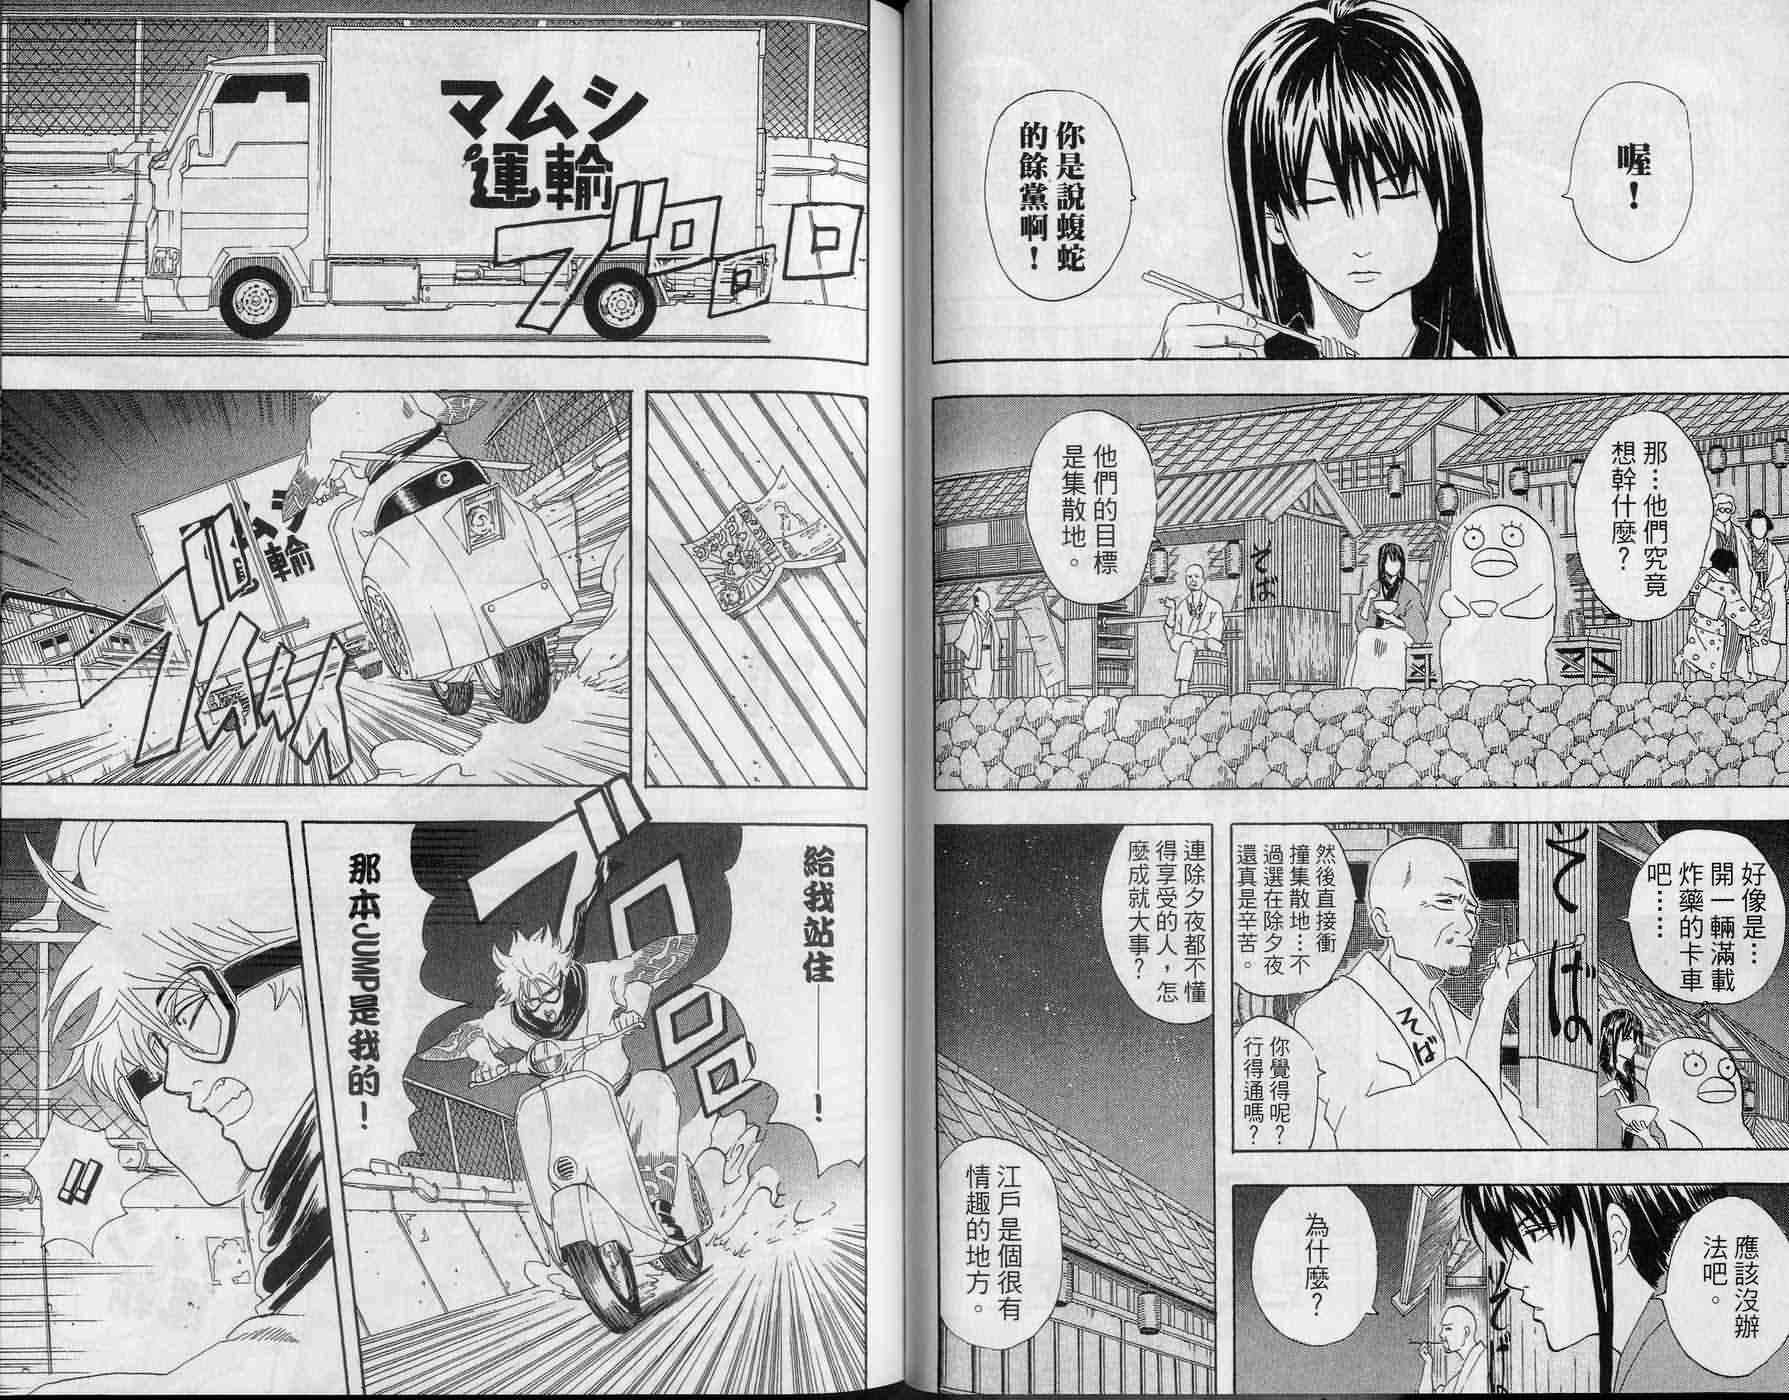 喔！
你是說蝮蛇
的餘黨啊！
那…他們究竟
想幹什麼？
そば
他們的目標
是集散地。
好像是…
開一輛滿載
炸藥的卡車
吧……
そばの
そば
然後直接衝
撞集散地…不
過選在除夕夜
還真是辛苦。
你覺得呢？
行得通嗎？
應該沒辦
法吧。
為什麼？
連除夕夜都不懂
得享受的人，怎
麼成就大事？
江戶是個很有
情趣的地方。
マムシ
運輸
ブロロロ
ムシ
運輸
給我站住——！
那本JUMP是我的！
ブロロロ
!!